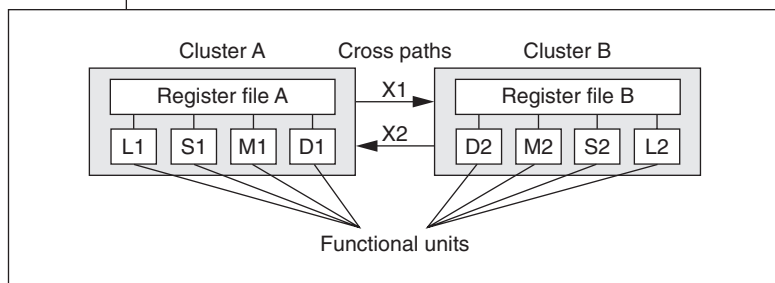 Cluster A Cross paths Cluster B
Register file A X1 Register file B
X2
L1 S1 M1 D1 D2 M2 S2 L2
Functional units